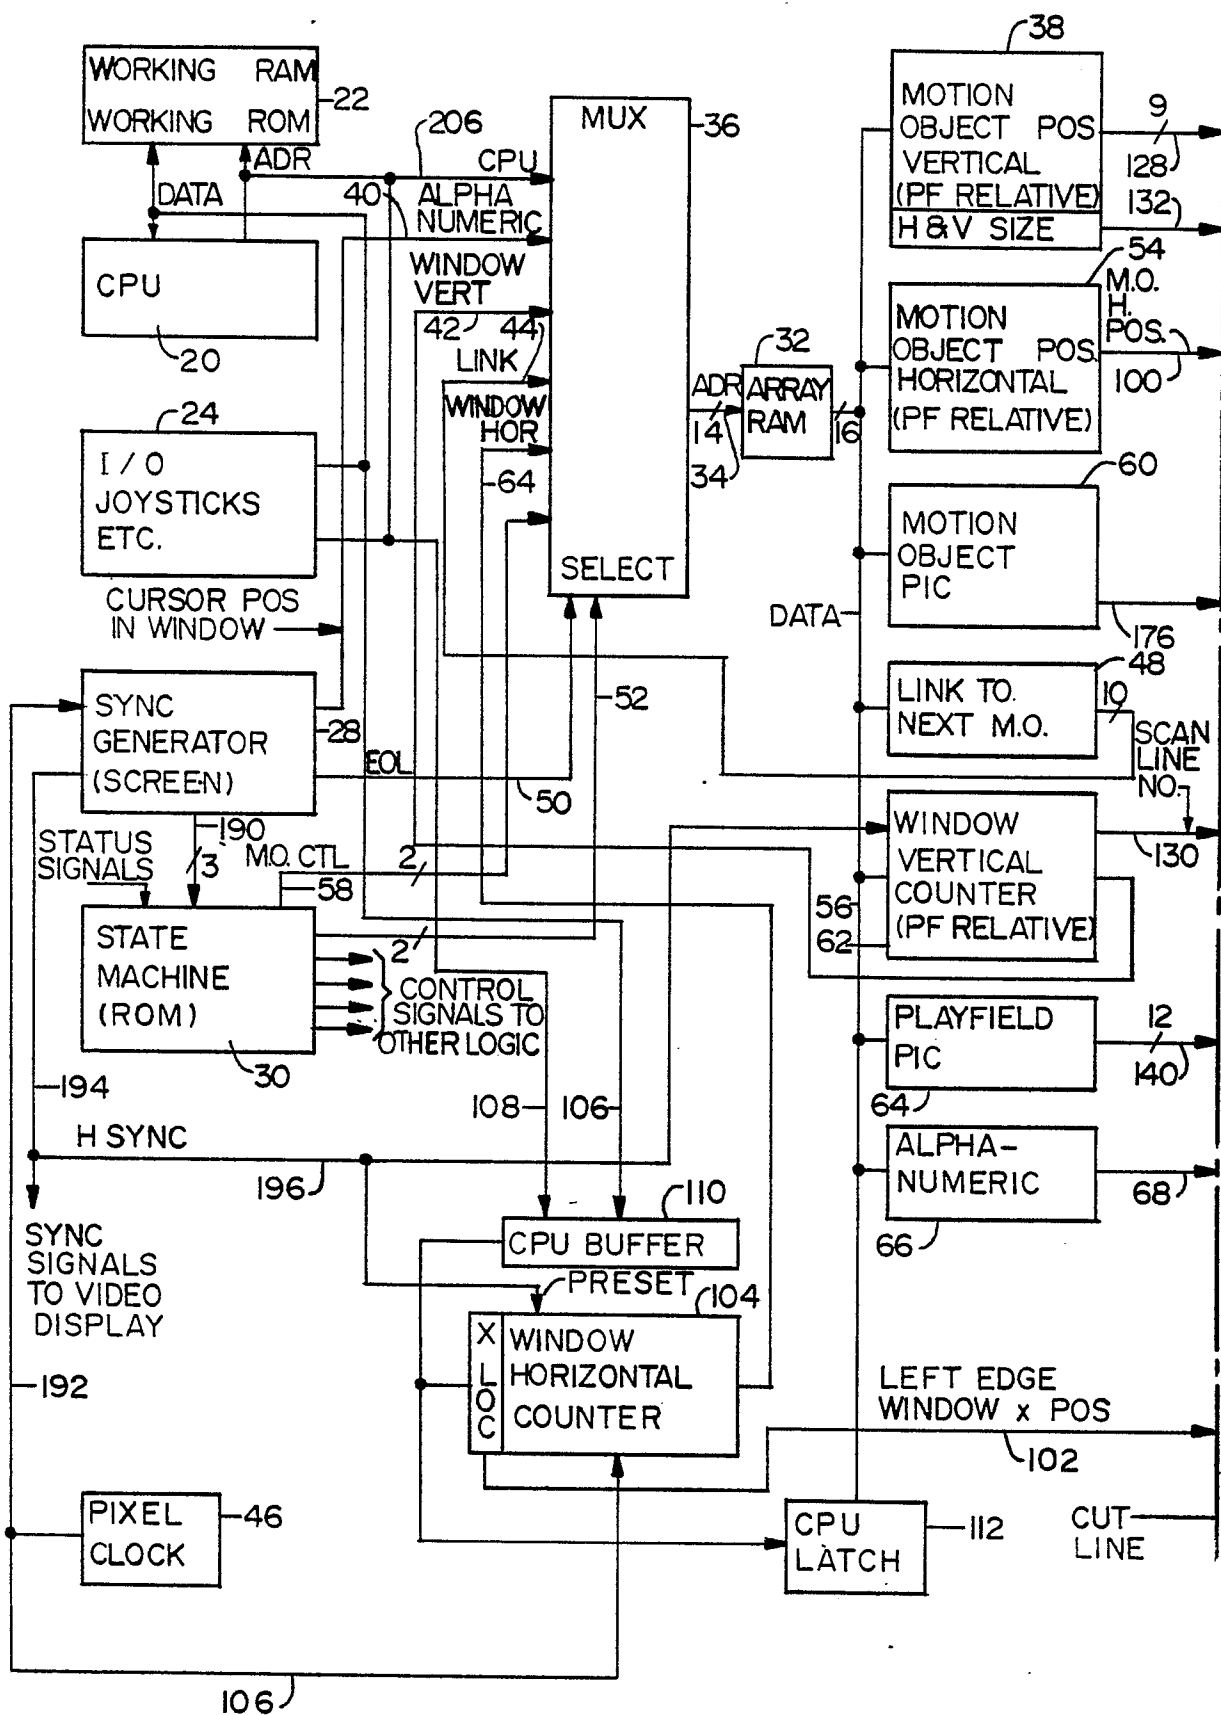 WORKING RAM
WORKING ROM
22
ADR
DATA
CPU
20
24
I/O
JOYSTICKS
ETC.
CURSOR POS
IN WINDOW
SYNC
GENERATOR
(SCREEN)
28
EOL
50
190
3
STATUS
SIGNALS
M.O. CTL
58
2
STATE
MACHINE
(ROM)
30
2
CONTROL
SIGNALS TO
OTHER LOGIC
194
H SYNC
196
SYNC
SIGNALS
TO VIDEO
DISPLAY
192
PIXEL
CLOCK
46
106
206
CPU
40
ALPHA
NUMERIC
WINDOW
VERT
42
44
LINK
WINDOW
HOR
64
MUX
36
SELECT
52
ADR
14
34
32
ARRAY
RAM
16
DATA
108
106
110
CPU BUFFER
PRESET
104
X
LOC
WINDOW
HORIZONTAL
COUNTER
38
MOTION
OBJECT POS
VERTICAL
(PF RELATIVE)
H & V SIZE
9
128
132
54
MOTION
OBJECT POS.
HORIZONTAL
(PF RELATIVE)
M.O.
H.
POS.
100
60
MOTION
OBJECT
PIC
176
48
LINK TO.
NEXT M.O.
10
SCAN
LINE
NO.
WINDOW
VERTICAL
COUNTER
(PF RELATIVE)
56
62
130
PLAYFIELD
PIC
12
140
64
ALPHA-
NUMERIC
68
66
LEFT EDGE
WINDOW x POS
102
CPU
LATCH
112
CUT
LINE